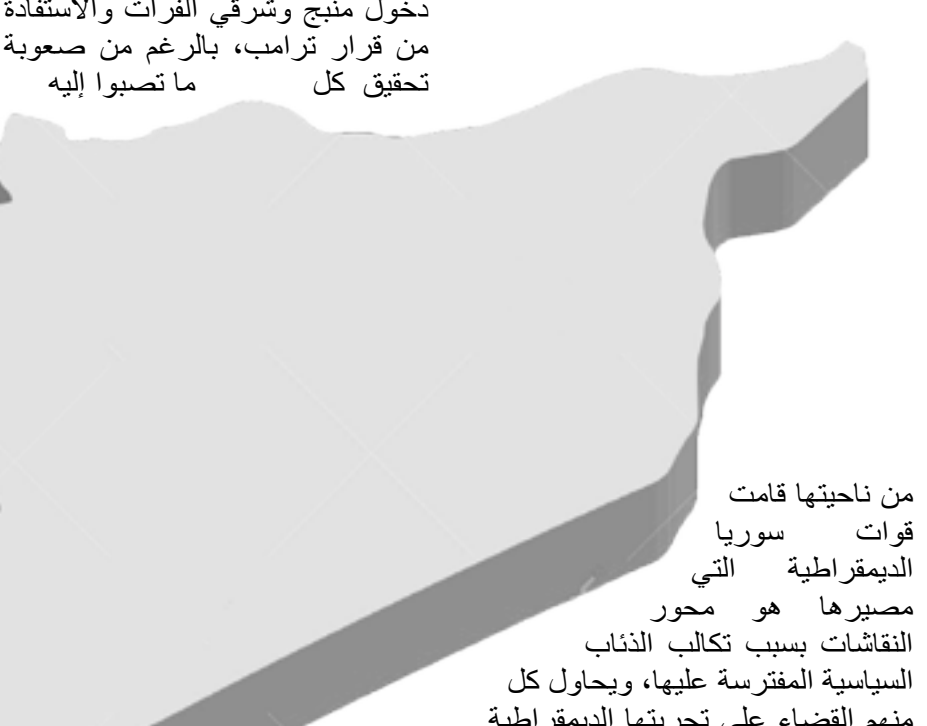 دخول منبج وشرقي الفرات والاستفادة
من قرار ترامب، بالرغم من صعوبة
تحقيق كل ما تصبوا إليه
من ناحيتها قامت
قوات سوريا
الديمقراطية التي
مصيرها هو محور
النقاشات بسبب تكالب الذئاب
السياسية المفترسة عليها، ويحاول كل
منهم القضاء على تجربتها الديمقراطية